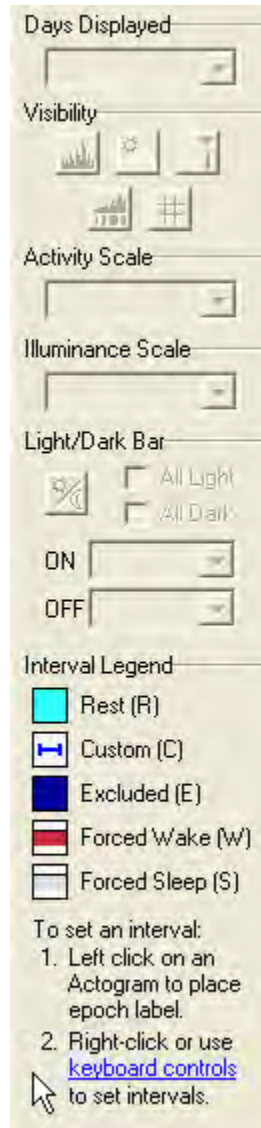 Days Displayed
Visibility
Activity Scale
Illuminance Scale
Light/Dark Bar
All Light
All Dark
ON
OFF
Interval Legend
Rest (R)
Custom (C)
Excluded (E)
Forced Wake (W)
Forced Sleep (S)
To set an interval:
1. Left click on an
Actogram to place
epoch label.
2. Right-click or use
keyboard controls
to set intervals.